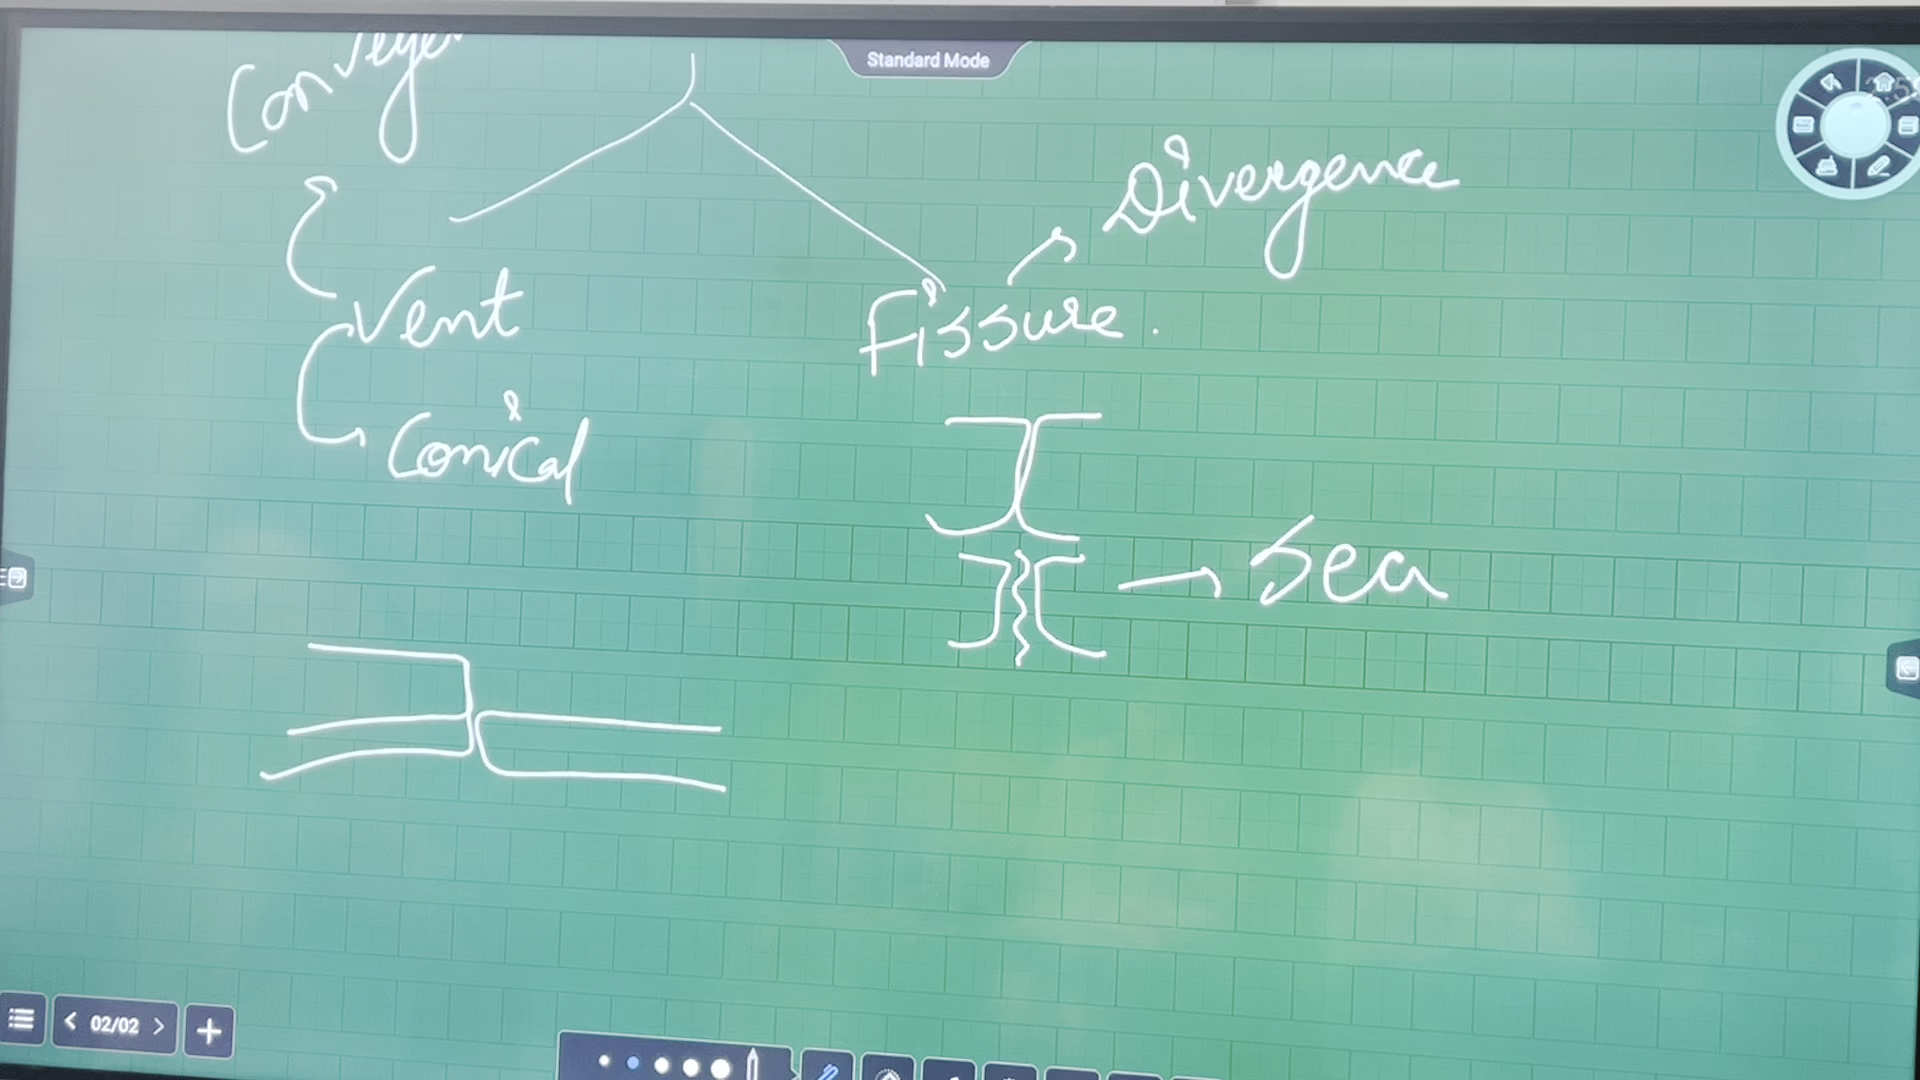 Standard Mode
Divergence
Vent
Fissure.
Conical
Sea
02/02